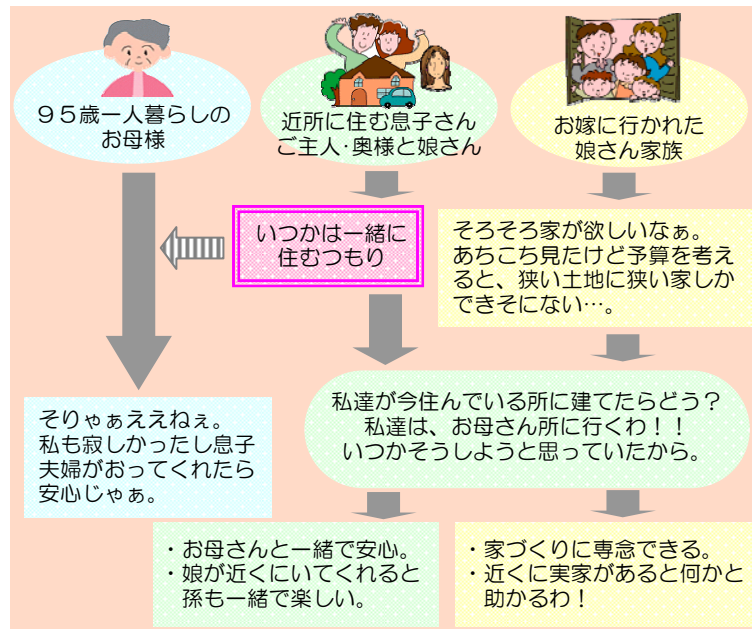 ９５歳一人暮らしの
お母様
近所に住む息子さん
ご主人・奥様と娘さん
お嫁に行かれた
娘さん家族
いつかは一緒に
住むつもり
そろそろ家が欲しいなぁ。
あちこち見たけど予算を考え
ると、狭い土地に狭い家しか
できそにない…。
私達が今住んでいる所に建てたらどう？
私達は、お母さん所に行くわ！！
いつかそうしようと思っていたから。
そりゃぁええねぇ。
私も寂しかったし息子
夫婦がおってくれたら
安心じゃぁ。
・お母さんと一緒で安心。
・娘が近くにいてくれると
孫も一緒で楽しい。
・家づくりに専念できる。
・近くに実家があると何かと
助かるわ！